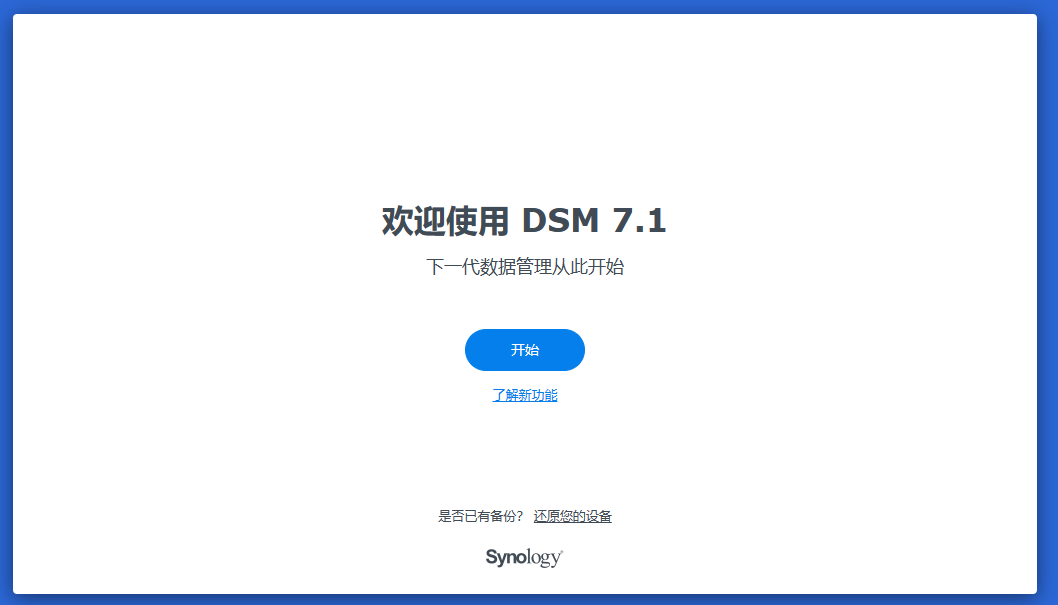 欢迎使用 DSM 7.1
下一代数据管理从此开始
开始
了解新功能
是否已有备份? 还原您的设备
Synology®